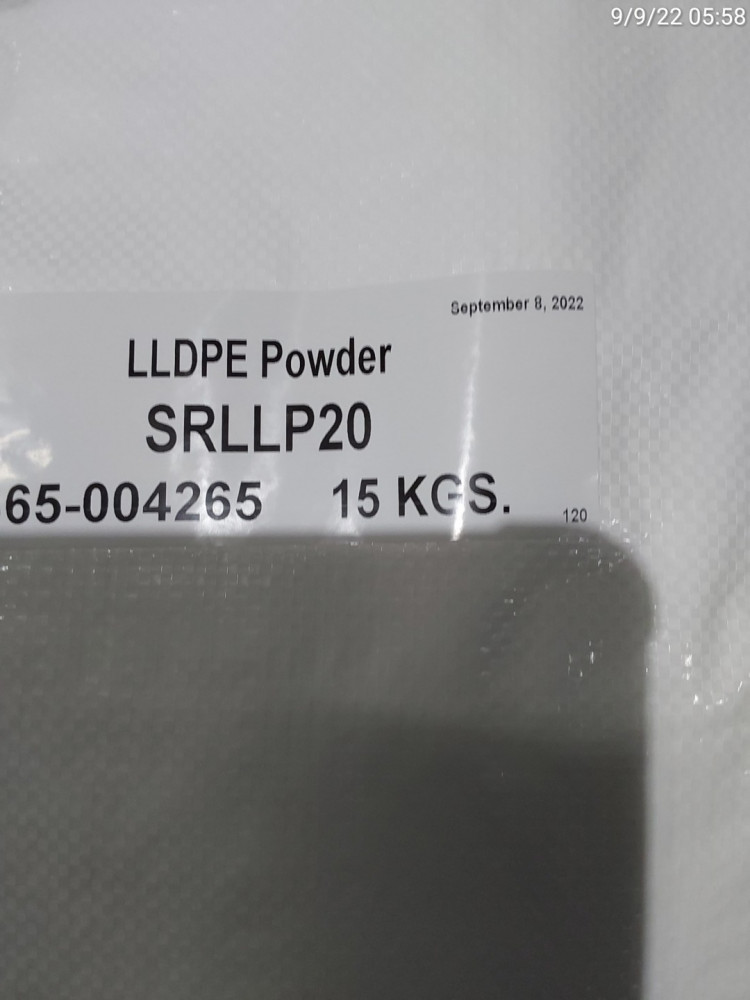 9/9/22 05:58
September 8, 2022
LLDPE Powder
SRLLP20
65-004265 15 KGS.
120